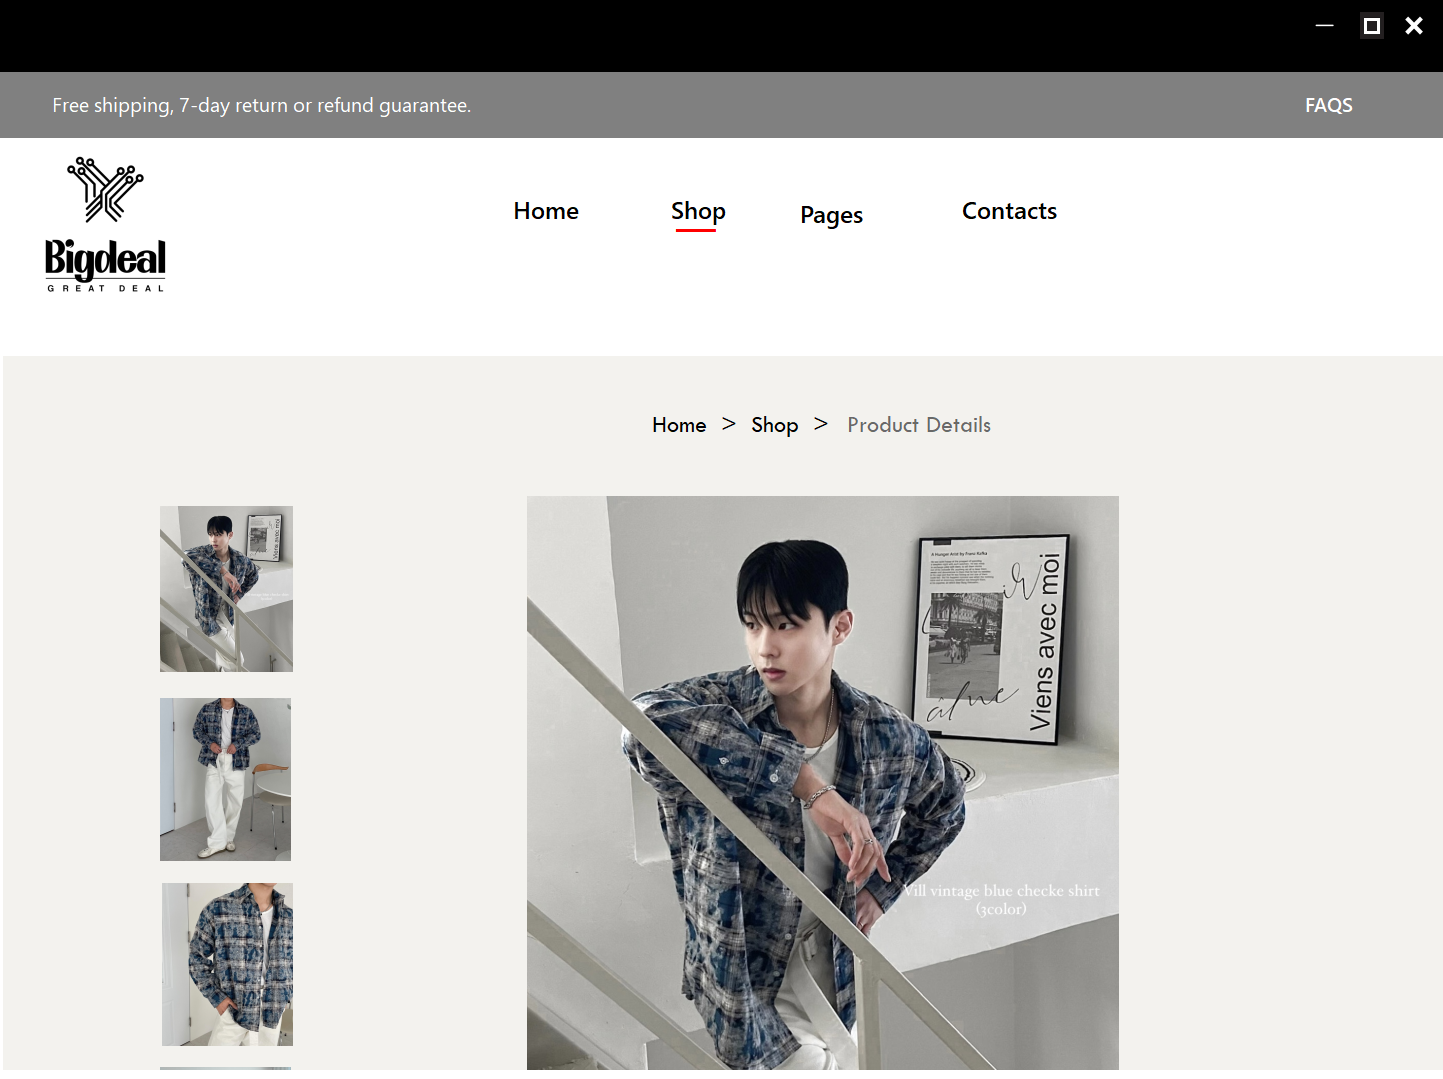 Free shipping, 7-day return or refund guarantee.
FAQS
Bigdeal
GREAT DEAL
Home
Shop
Pages
Contacts
Home > Shop > Product Details
A Hunger Artist by Franz Kafka
Viens avec moi
Vill vintage blue checke shirt
(3color)